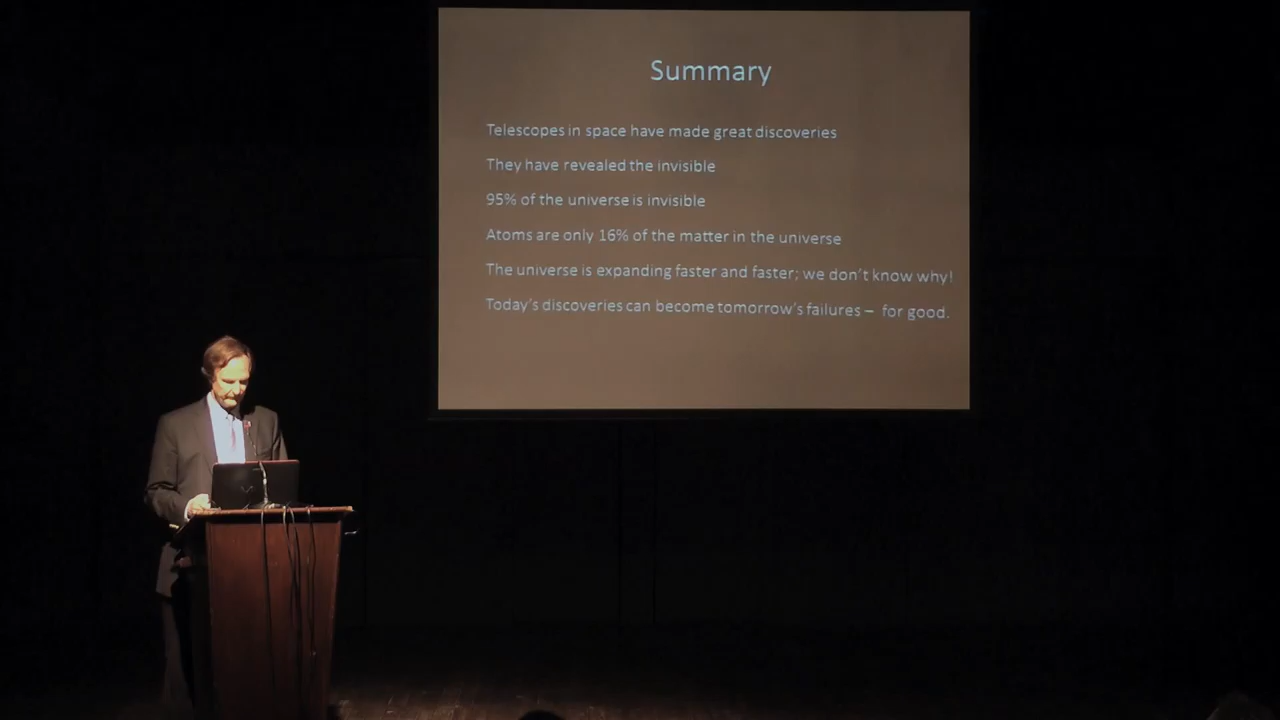 Summary
Telescopes in space have made great discoveries
They have revealed the invisible
95% of the universe is invisible
Atoms are only 16% of the matter in the universe
The universe is expanding faster and faster; we don't know why!
Today's discoveries can become tomorrow's failures – for good.